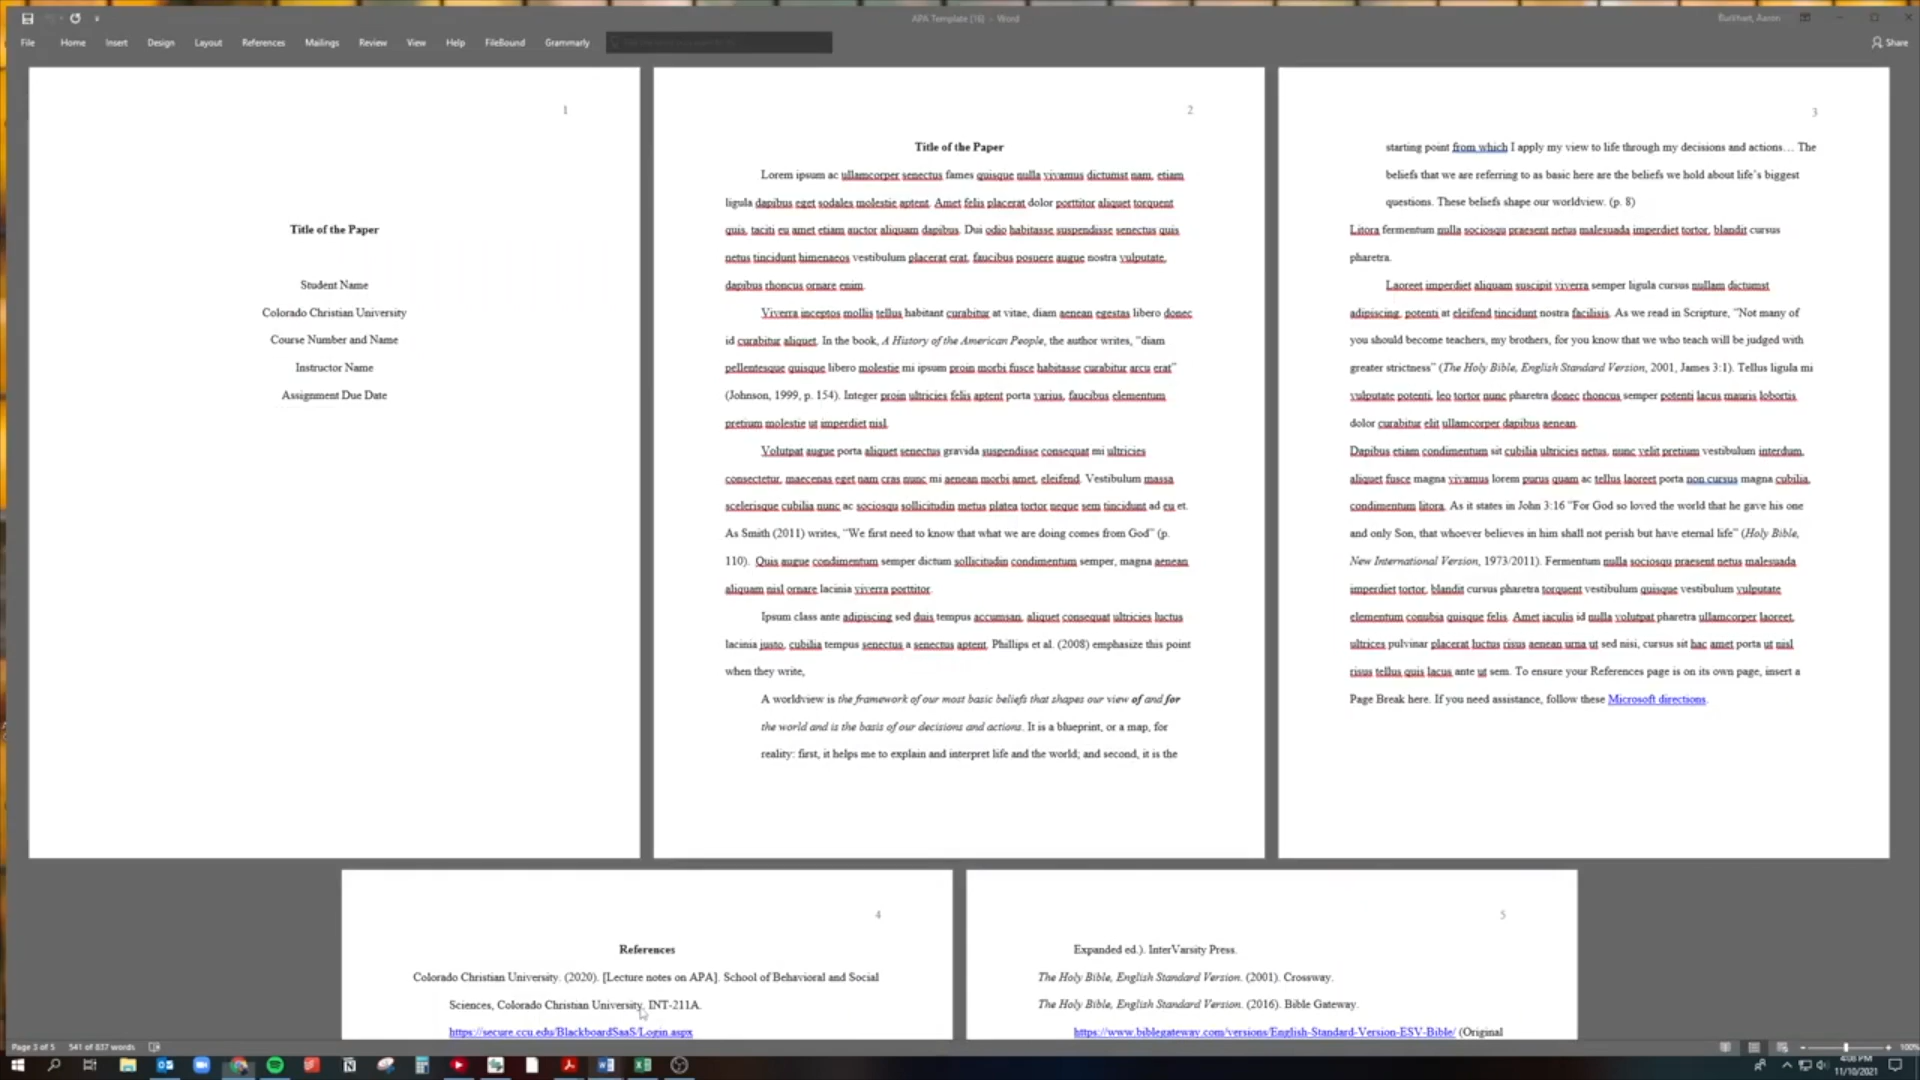 APA Template (16) - Word
Burkhart, Aaron
File Home Insert Design Layout References Mailings Review View Help FileBound Grammarly
Share
1
Title of the Paper
Student Name
Colorado Christian University
Course Number and Name
Instructor Name
Assignment Due Date
2
Title of the Paper
Lorem ipsum ac ullamcorper senectus fames quisque nulla vivamus dictumst nam, etiam
ligula dapibus eget sodales molestie aptent. Amet felis placerat dolor porttitor aliquet torquent
quis, taciti eu amet etiam auctor aliquam dapibus. Dui odio habitasse suspendisse senectus quis
netus tincidunt himenaeos vestibulum placerat erat, faucibus posuere augue nostra vulputate,
dapibus rhoncus ornare enim.
Viverra inceptos mollis tellus habitant curabitur at vitae, diam aenean egestas libero donec
id curabitur aliquet. In the book, A History of the American People, the author writes, “diam
pellentesque quisque libero molestie mi ipsum proin morbi fusce habitasse curabitur arcu erat”
(Johnson, 1999, p. 154). Integer proin ultricies felis aptent porta varius, faucibus elementum
pretium molestie ut imperdiet nisl.
Volutpat augue porta aliquet senectus gravida suspendisse consequat mi ultricies
consectetur, maecenas eget nam cras nunc mi aenean morbi amet, eleifend. Vestibulum massa
scelerisque cubilia nunc ac sociosqu sollicitudin metus platea tortor neque sem tincidunt ad eu et.
As Smith (2011) writes, “We first need to know that what we are doing comes from God” (p.
110). Quis augue condimentum semper dictum sollicitudin condimentum semper, magna aenean
aliquam nisl ornare lacinia viverra porttitor.
Ipsum class ante adipiscing sed duis tempus accumsan, aliquet consequat ultricies luctus
lacinia justo, cubilia tempus senectus a senectus aptent. Phillips et al. (2008) emphasize this point
when they write,
A worldview is the framework of our most basic beliefs that shapes our view of and for
the world and is the basis of our decisions and actions. It is a blueprint, or a map, for
reality: first, it helps me to explain and interpret life and the world; and second, it is the
3
starting point from which I apply my view to life through my decisions and actions… The
beliefs that we are referring to as basic here are the beliefs we hold about life’s biggest
questions. These beliefs shape our worldview. (p. 8)
Litora fermentum nulla sociosqu praesent netus malesuada imperdiet tortor, blandit cursus
pharetra.
Laoreet imperdiet aliquam suscipit viverra semper ligula cursus nullam dictumst
adipiscing, potenti at eleifend tincidunt nostra facilisis. As we read in Scripture, “Not many of
you should become teachers, my brothers, for you know that we who teach will be judged with
greater strictness” (The Holy Bible, English Standard Version, 2001, James 3:1). Tellus ligula mi
vulputate potenti, leo tortor nunc pharetra donec rhoncus semper potenti lacus mauris lobortis
dolor curabitur elit ullamcorper dapibus aenean.
Dapibus etiam condimentum sit cubilia ultricies netus, nunc velit pretium vestibulum interdum,
aliquet fusce magna vivamus lorem purus quam ac tellus laoreet porta non cursus magna cubilia,
condimentum litora. As it states in John 3:16 “For God so loved the world that he gave his one
and only Son, that whoever believes in him shall not perish but have eternal life” (Holy Bible,
New International Version, 1973/2011). Fermentum nulla sociosqu praesent netus malesuada
imperdiet tortor, blandit cursus pharetra torquent vestibulum quisque vestibulum vulputate
elementum conubia quisque felis. Amet iaculis id nulla volutpat pharetra ullamcorper laoreet,
ultrices pulvinar placerat luctus risus aenean urna ut sed nisi, cursus sit hac amet porta ut nisl
risus tellus quis lacus ante ut sem. To ensure your References page is on its own page, insert a
Page Break here. If you need assistance, follow these Microsoft directions.
4
References
Colorado Christian University. (2020). [Lecture notes on APA]. School of Behavioral and Social
Sciences, Colorado Christian University, INT-211A.
https://secure.ccu.edu/BlackboardSaaS/Login.aspx
5
Expanded ed.). InterVarsity Press.
The Holy Bible, English Standard Version. (2001). Crossway.
The Holy Bible, English Standard Version. (2016). Bible Gateway.
https://www.biblegateway.com/versions/English-Standard-Version-ESV-Bible/ (Original
Page 3 of 5 541 of 837 words
100%
4:08 PM
11/10/2021